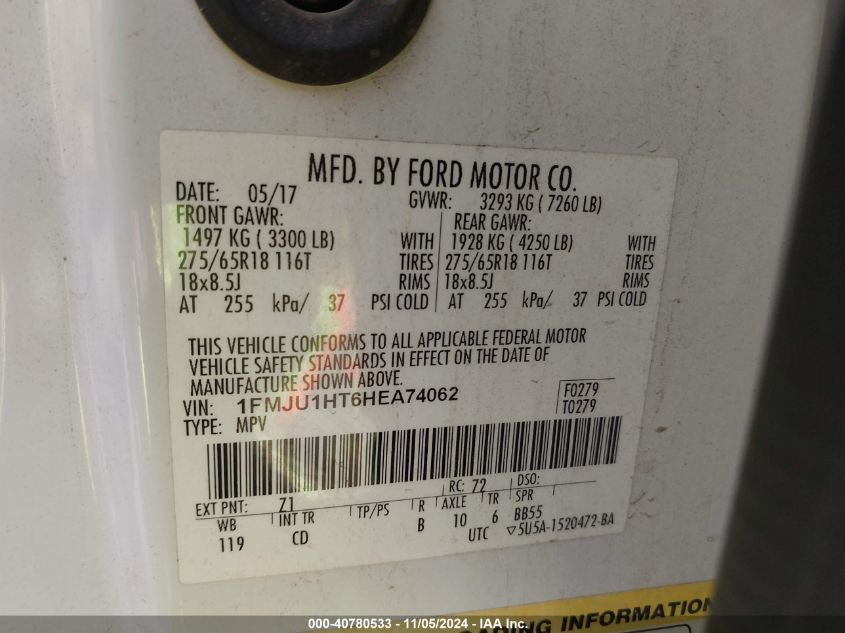 MFD. BY FORD MOTOR CO.
DATE: 05/17 GVWR: 3293 KG ( 7260 LB)
FRONT GAWR: REAR GAWR:
1497 KG ( 3300 LB) WITH 1928 KG ( 4250 LB) WITH
275/65R18 116T TIRES 275/65R18 116T TIRES
18x8.5J RIMS 18x8.5J RIMS
AT 255 kPa/ 37 PSI COLD AT 255 kPa/ 37 PSI COLD
THIS VEHICLE CONFORMS TO ALL APPLICABLE FEDERAL MOTOR
VEHICLE SAFETY STANDARDS IN EFFECT ON THE DATE OF
MANUFACTURE SHOWN ABOVE.
VIN: 1FMJU1HT6HEA74062 F0279
TYPE: MPV T0279
EXT PNT: Z1 RC: 72 DSO:
WB INT TR TP/PS R AXLE TR SPR
119 CD B 10 6 BB55
UTC ▽5U5A-1520472-BA
LOADING INFORMATION
000-40780533 - 11/05/2024 - IAA Inc.